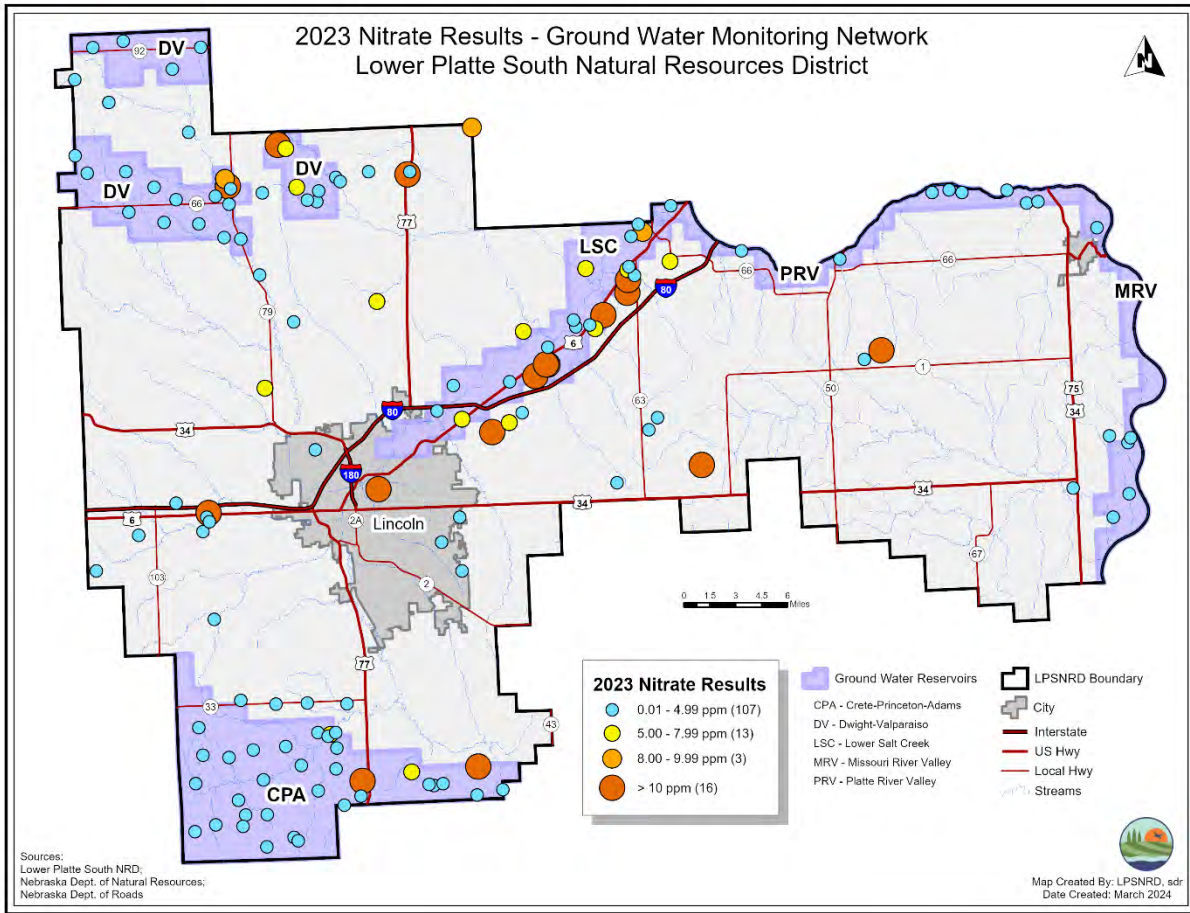 2023 Nitrate Results - Ground Water Monitoring Network
Lower Platte South Natural Resources District
N
92
DV
DV
DV
66
77
79
LSC
6
80
66
PRV
66
MRV
63
50
1
75
34
34
80
180
6
Lincoln
2A
34
34
2
103
67
77
33
43
CPA
0 1.5 3 4.5 6
Miles
2023 Nitrate Results
0.01 - 4.99 ppm (107)
5.00 - 7.99 ppm (13)
8.00 - 9.99 ppm (3)
> 10 ppm (16)
Ground Water Reservoirs
CPA - Crete-Princeton-Adams
DV - Dwight-Valparaiso
LSC - Lower Salt Creek
MRV - Missouri River Valley
PRV - Platte River Valley
LPSNRD Boundary
City
Interstate
US Hwy
Local Hwy
Streams
Sources:
Lower Platte South NRD;
Nebraska Dept. of Natural Resources;
Nebraska Dept. of Roads
Map Created By: LPSNRD, sdr
Date Created: March 2024